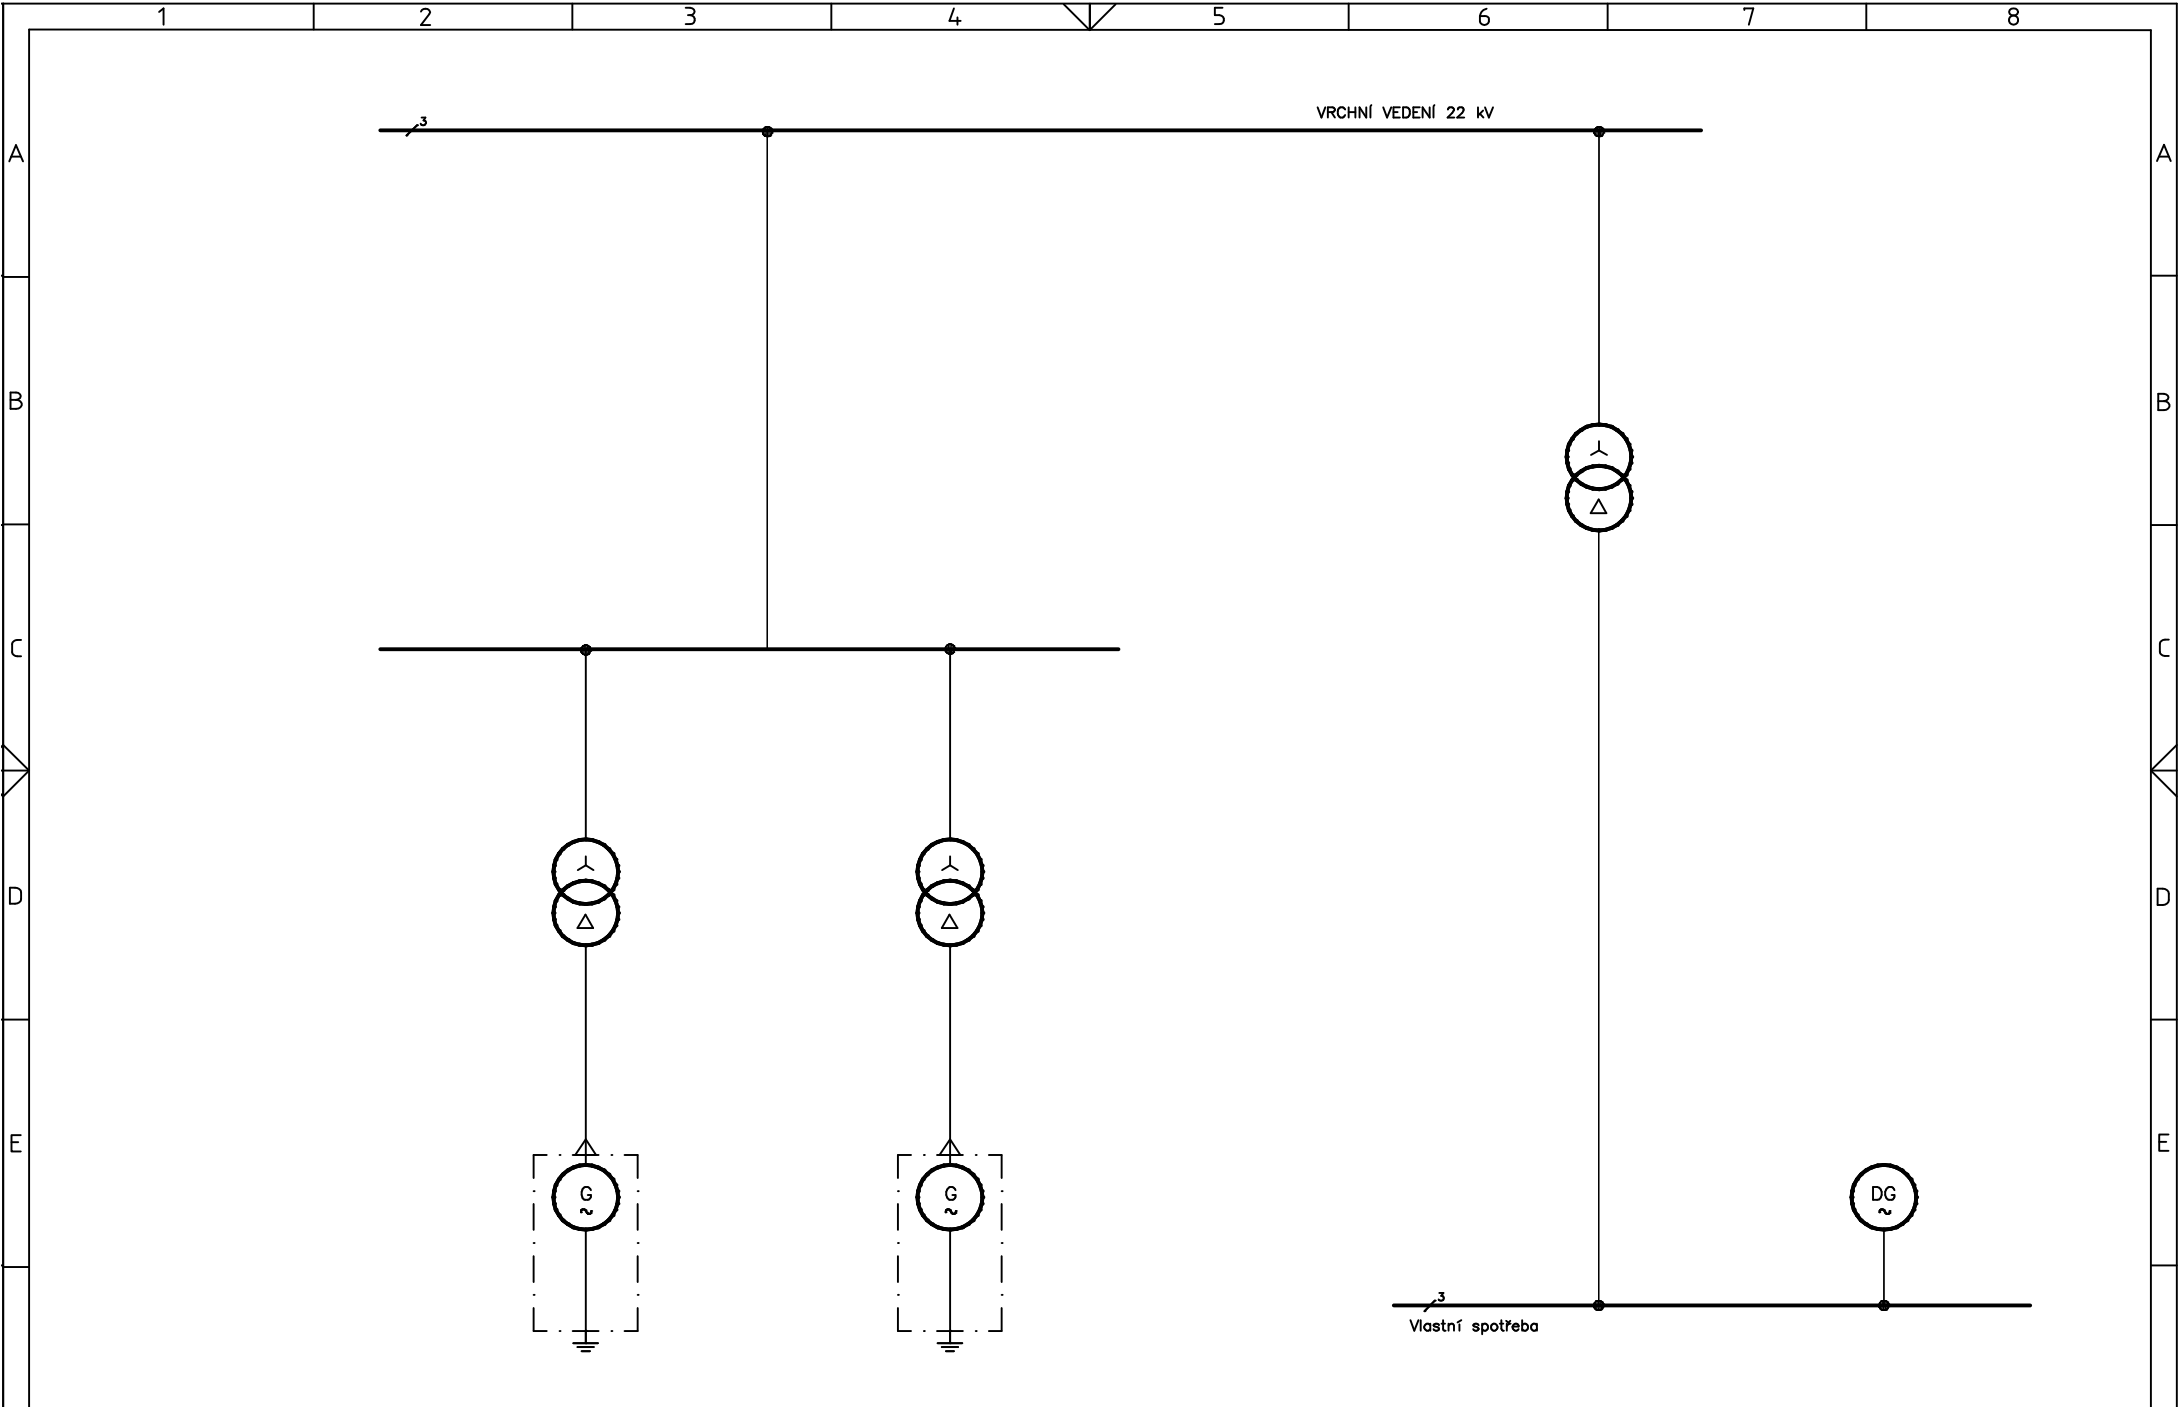 1 2 3 4 5 6 7 8
VRCHNÍ VEDENÍ 22 kV
3
A A
B B
C C
D D
E E
G G DG
~ ~ ~
3
Vlastní spotřeba